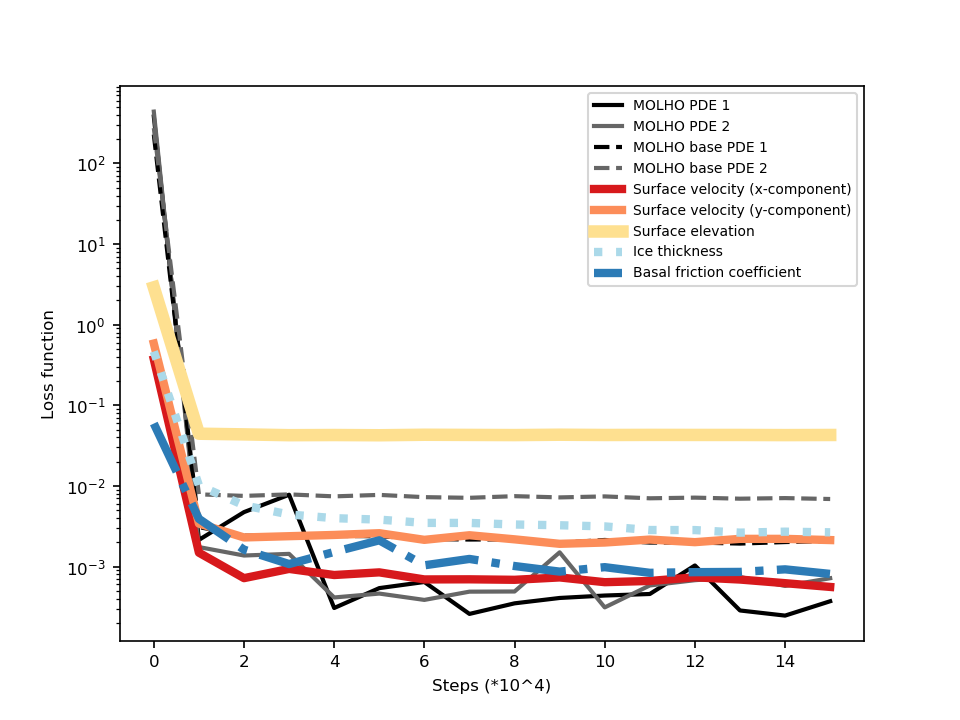 10^2
10^1
10^0
10^−1
10^−2
10^−3
Loss function
MOLHO PDE 1
MOLHO PDE 2
MOLHO base PDE 1
MOLHO base PDE 2
Surface velocity (x-component)
Surface velocity (y-component)
Surface elevation
Ice thickness
Basal friction coefficient
0 2 4 6 8 10 12 14
Steps (*10^4)